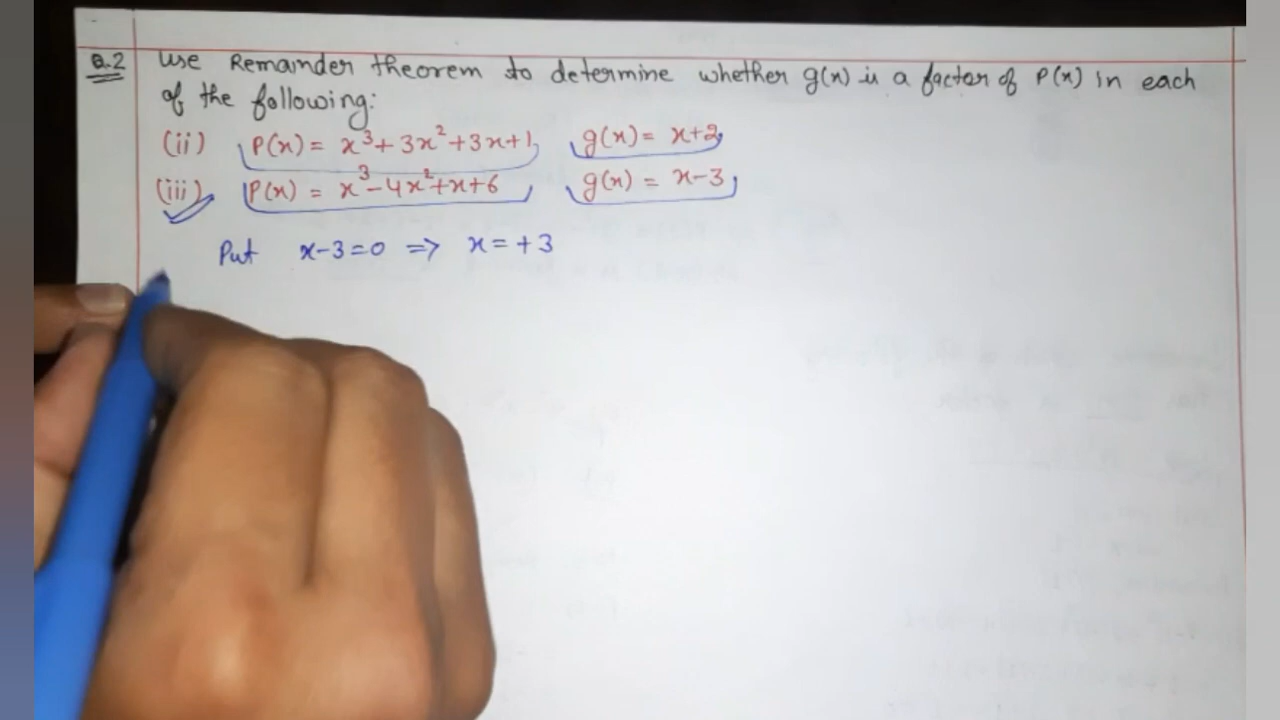 Q.2 Use Remainder theorem to determine whether g(x) is a factor of P(x) in each
of the following:
(ii) P(x) = x³ + 3x² + 3x + 1, g(x) = x+2,
(iii) P(x) = x³ - 4x² + x + 6, g(x) = x - 3,
Put x - 3 = 0 => x = + 3